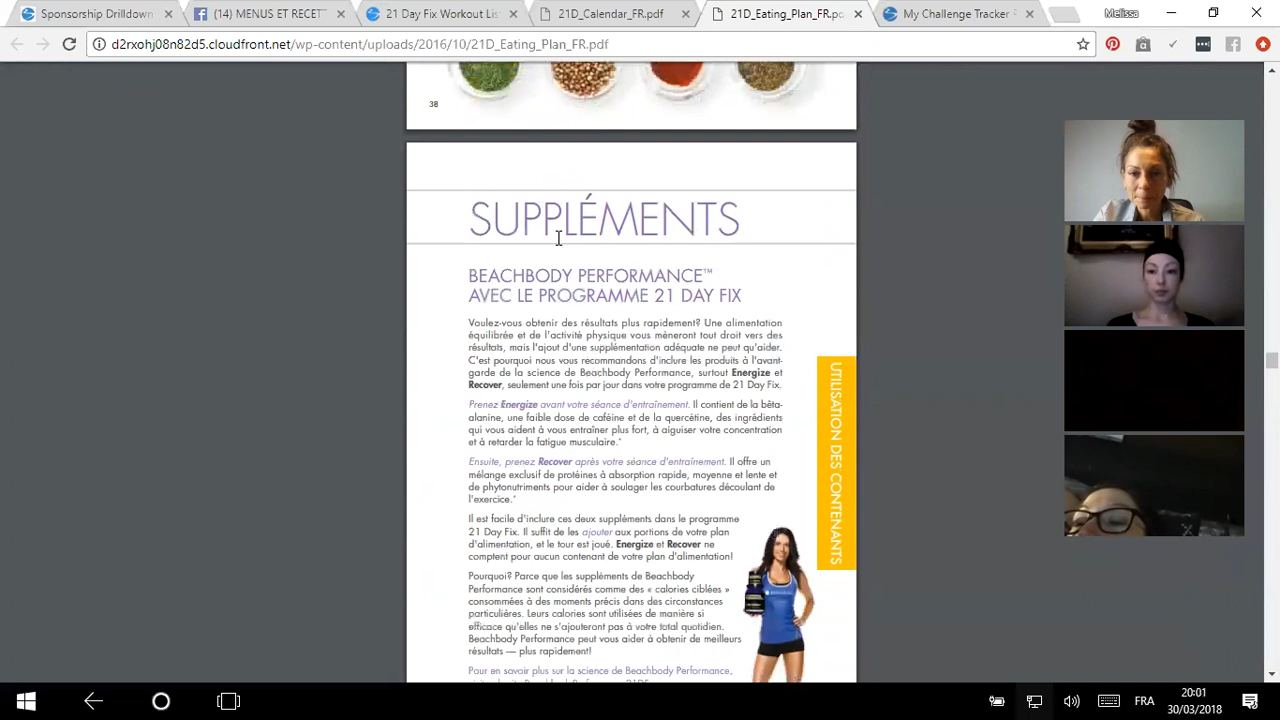 Sponsorship Drilldown
(14) MENUS ET RECET
21 Day Fix Workout Lis
21D_Calendar_FR.pdf
21D_Eating_Plan_FR.pdf
My Challenge Tracker
Melissa
d2rxohj08n82d5.cloudfront.net/wp-content/uploads/2016/10/21D_Eating_Plan_FR.pdf
38
SUPPLÉMENTS
BEACHBODY PERFORMANCE™
AVEC LE PROGRAMME 21 DAY FIX
Voulez-vous obtenir des résultats plus rapidement? Une alimentation
équilibrée et de l'activité physique vous mèneront tout droit vers des
résultats, mais l'ajout d'une supplémentation adéquate ne peut qu'aider.
C'est pourquoi nous vous recommandons d'inclure les produits à l'avant-
garde de la science de Beachbody Performance, surtout Energize et
Recover, seulement une fois par jour dans votre programme de 21 Day Fix.
Prenez Energize avant votre séance d'entraînement. Il contient de la bêta-
alanine, une faible dose de caféine et de la quercétine, des ingrédients
qui vous aident à vous entraîner plus fort, à aiguiser votre concentration
et à retarder la fatigue musculaire.*
Ensuite, prenez Recover après votre séance d'entraînement. Il offre un
mélange exclusif de protéines à absorption rapide, moyenne et lente et
de phytonutriments pour aider à soulager les courbatures découlant de
l'exercice.*
Il est facile d'inclure ces deux suppléments dans le programme
21 Day Fix. Il suffit de les ajouter aux portions de votre plan
d'alimentation, et le tour est joué. Energize et Recover ne
comptent pour aucun contenant de votre plan d'alimentation!
Pourquoi? Parce que les suppléments de Beachbody
Performance sont considérés comme des « calories ciblées »
consommées à des moments précis dans des circonstances
particulières. Leurs calories sont utilisées de manière si
efficace qu'elles ne s'ajouteront pas à votre total quotidien.
Beachbody Performance peut vous aider à obtenir de meilleurs
résultats — plus rapidement!
Pour en savoir plus sur la science de Beachbody Performance,
UTILISATION DES CONTENANTS
FRA
20:01
30/03/2018